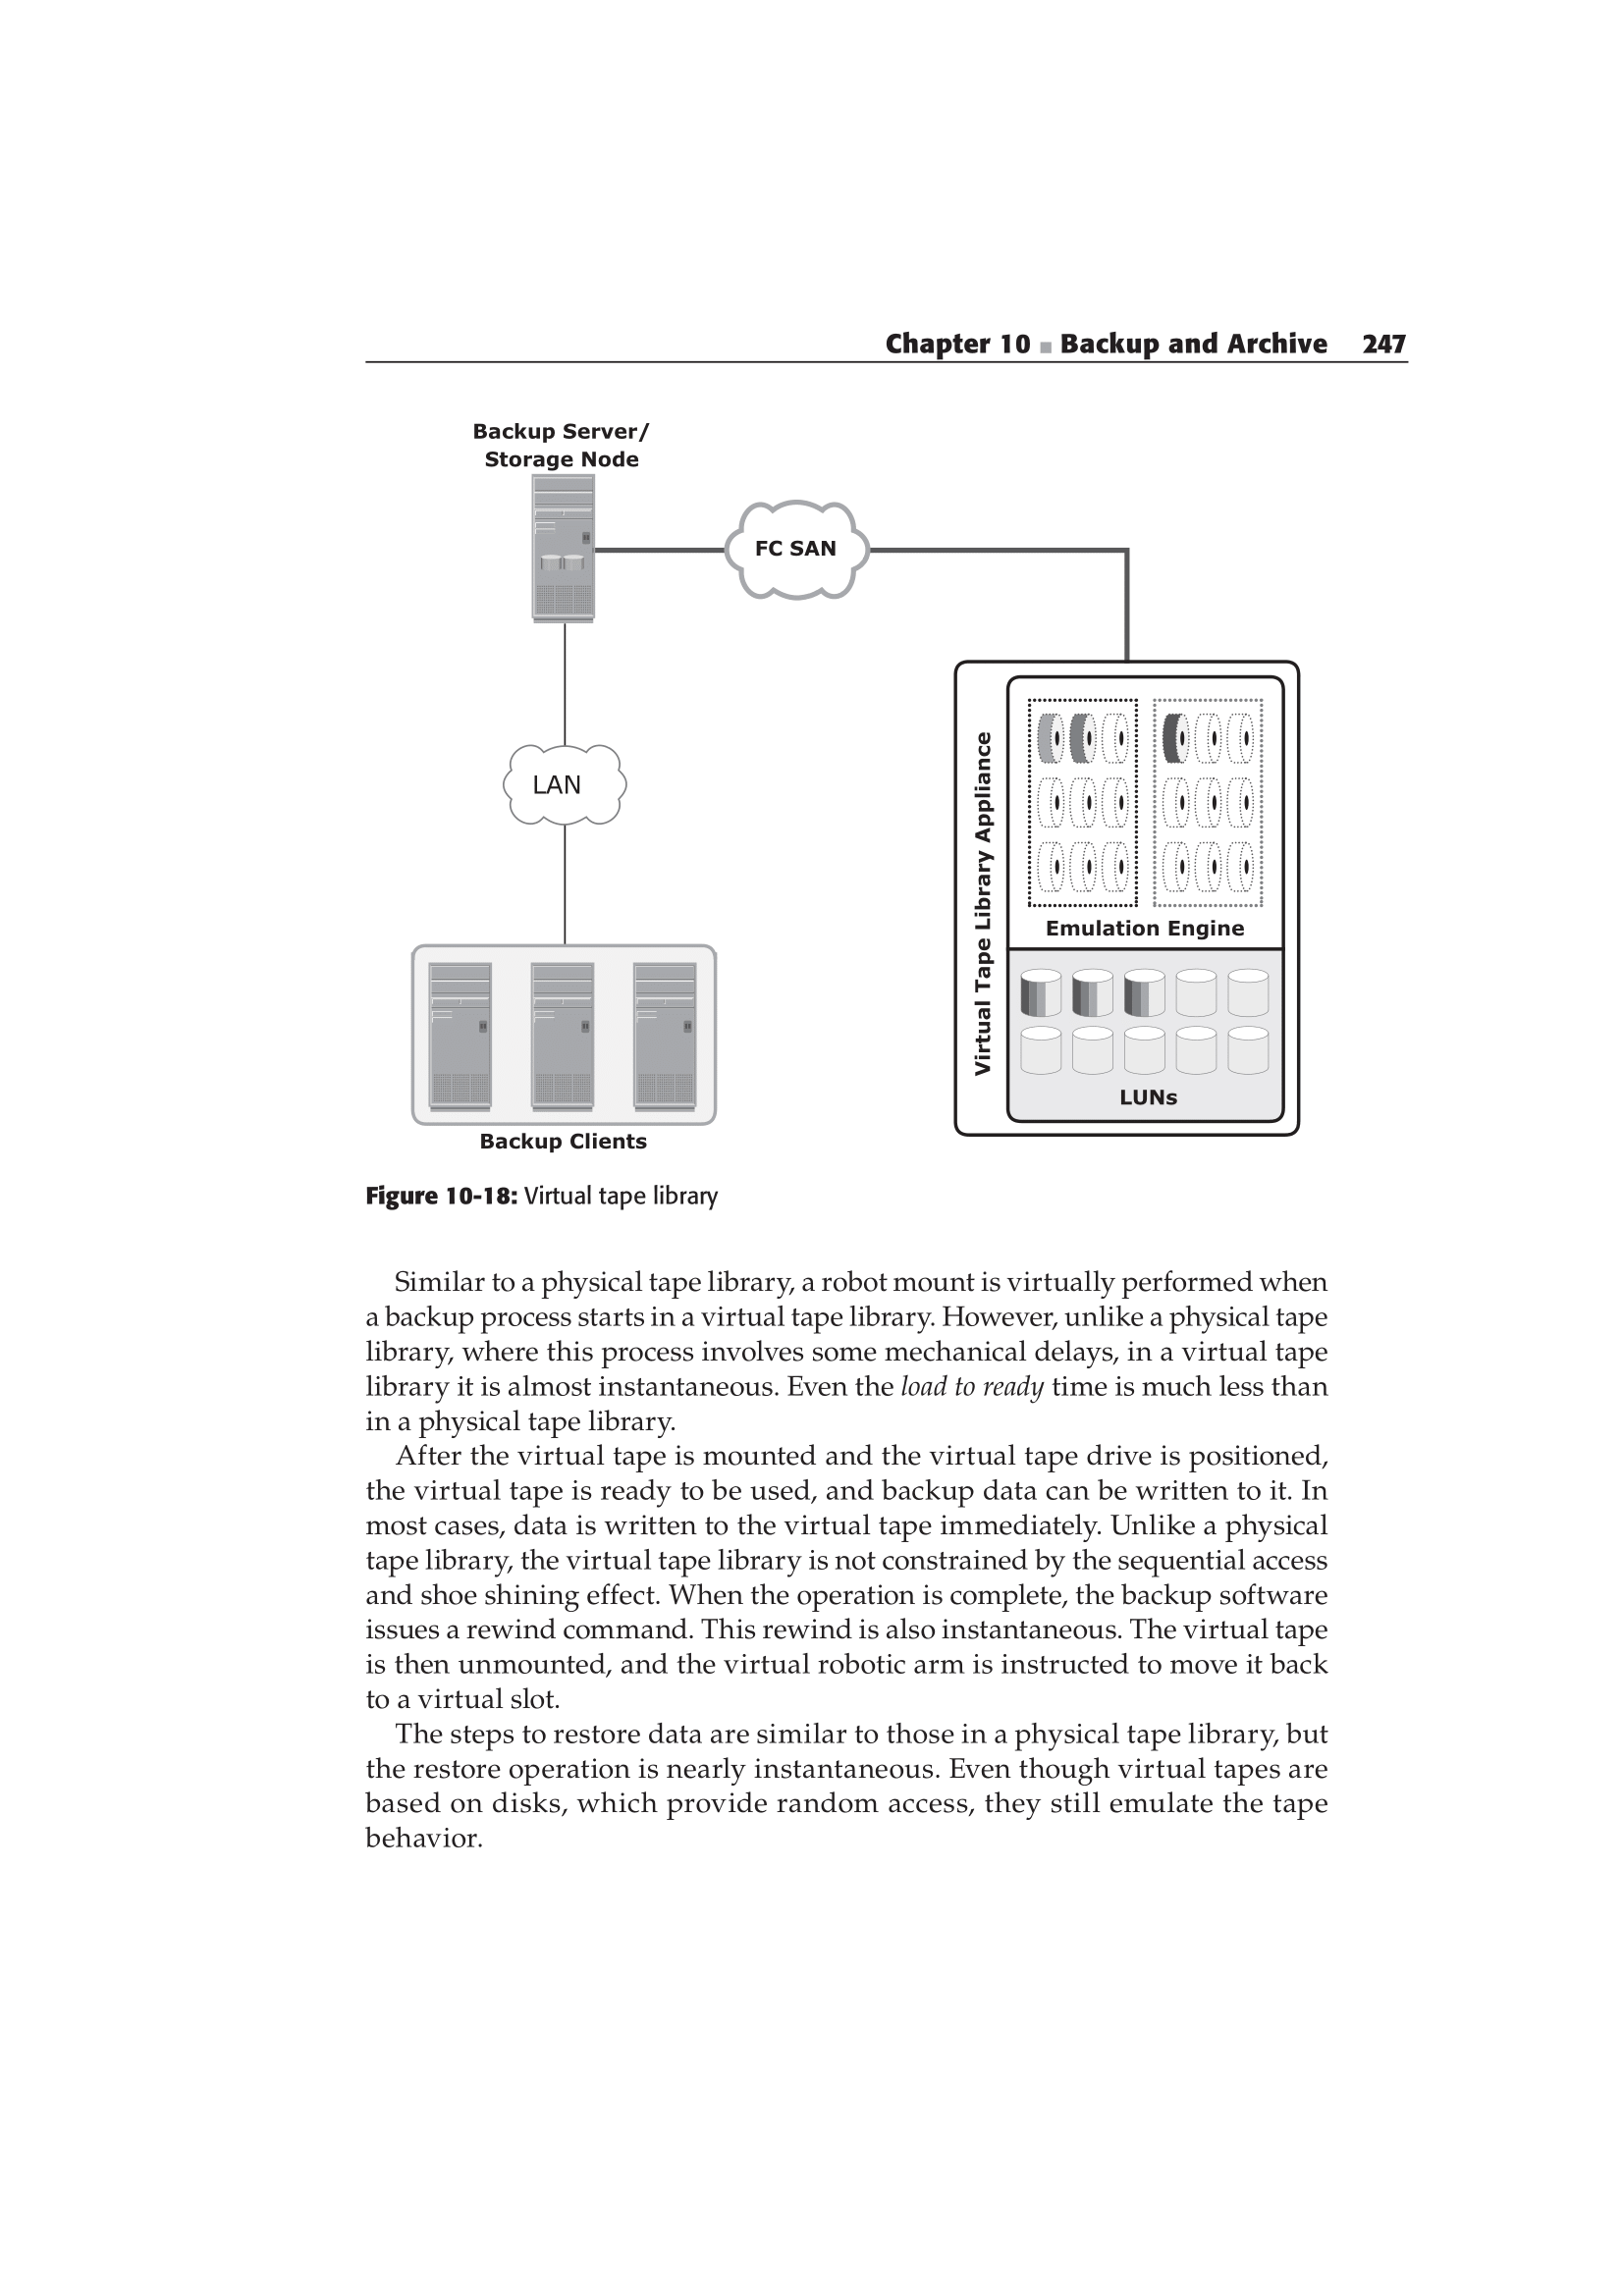 Chapter 10 ■ Backup and Archive 247
Backup Server/
Storage Node
FC SAN
LAN
Backup Clients
Virtual Tape Library Appliance
Emulation Engine
LUNs
Figure 10-18: Virtual tape library
Similar to a physical tape library, a robot mount is virtually performed when
a backup process starts in a virtual tape library. However, unlike a physical tape
library, where this process involves some mechanical delays, in a virtual tape
library it is almost instantaneous. Even the load to ready time is much less than
in a physical tape library.
After the virtual tape is mounted and the virtual tape drive is positioned,
the virtual tape is ready to be used, and backup data can be written to it. In
most cases, data is written to the virtual tape immediately. Unlike a physical
tape library, the virtual tape library is not constrained by the sequential access
and shoe shining effect. When the operation is complete, the backup software
issues a rewind command. This rewind is also instantaneous. The virtual tape
is then unmounted, and the virtual robotic arm is instructed to move it back
to a virtual slot.
The steps to restore data are similar to those in a physical tape library, but
the restore operation is nearly instantaneous. Even though virtual tapes are
based on disks, which provide random access, they still emulate the tape
behavior.